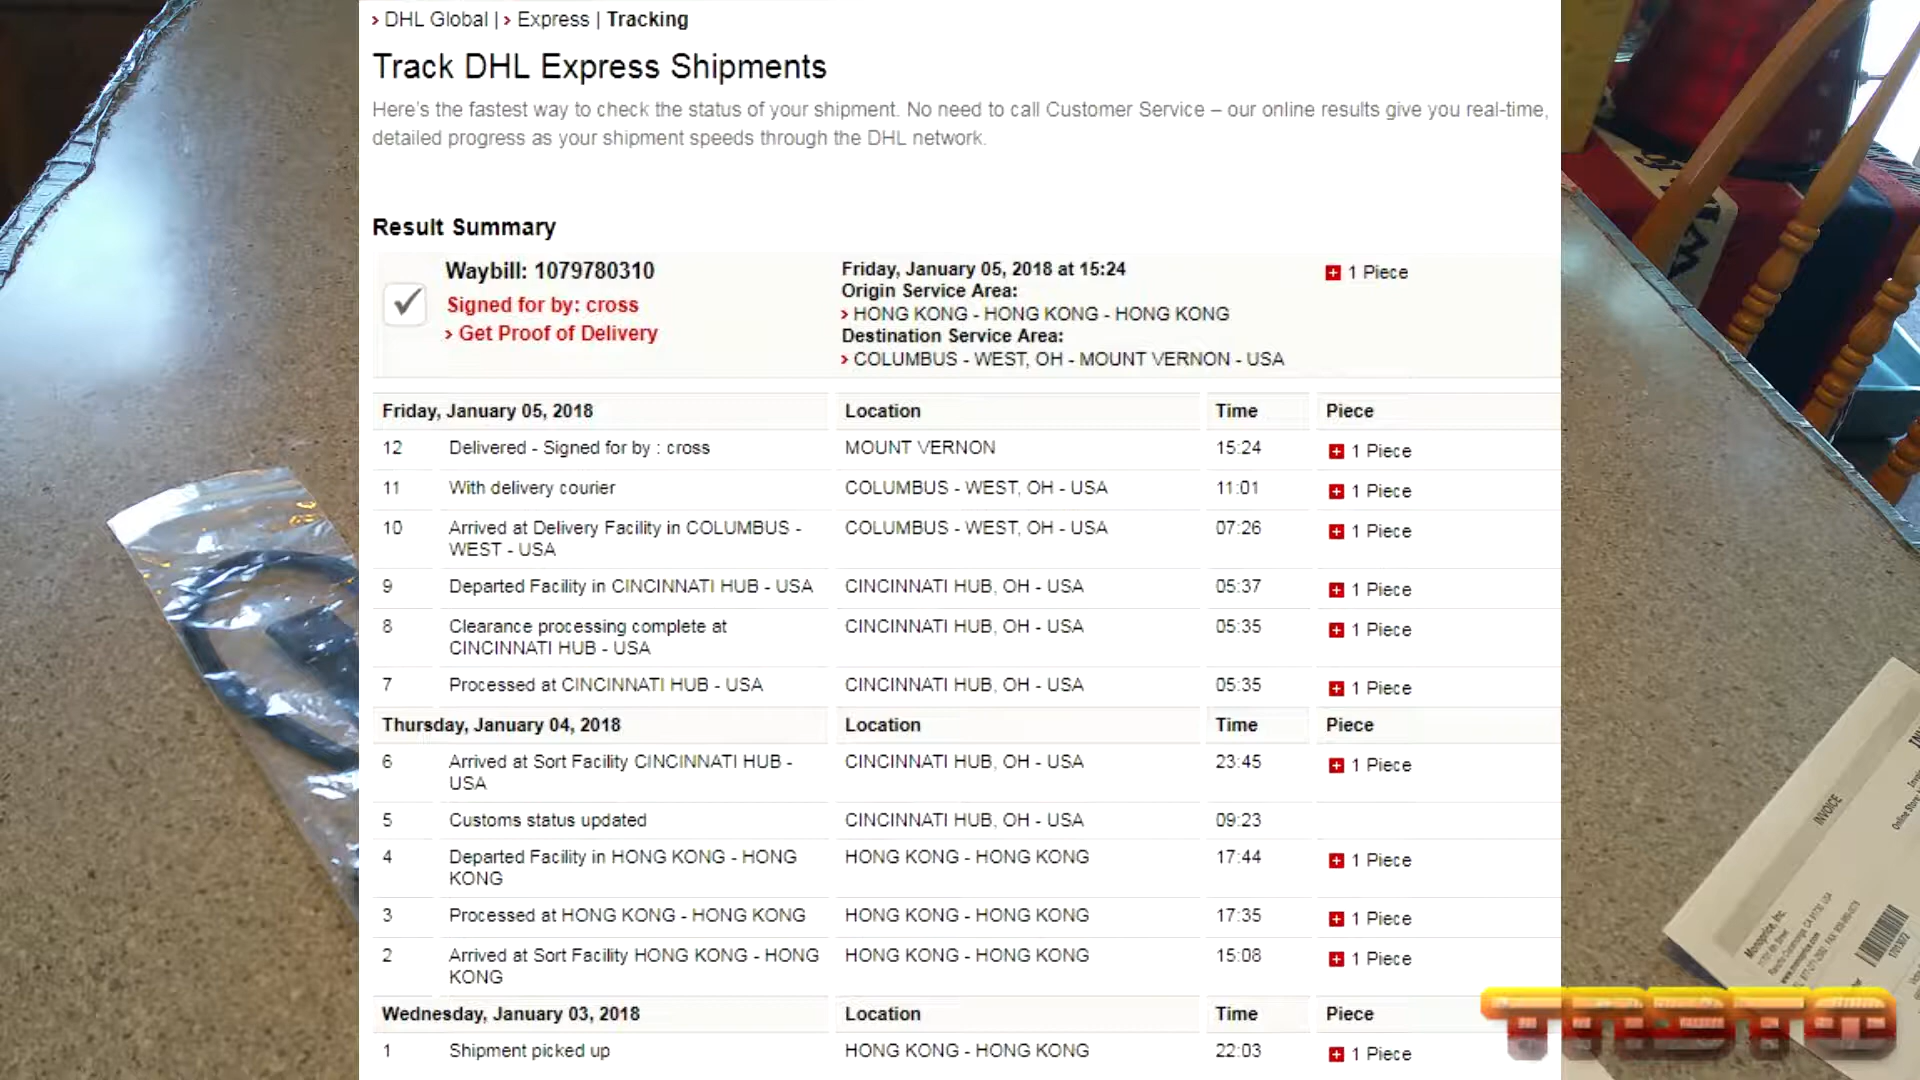 > DHL Global | > Express | Tracking
Track DHL Express Shipments
Here's the fastest way to check the status of your shipment. No need to call Customer Service – our online results give you real-time,
detailed progress as your shipment speeds through the DHL network.
Result Summary
Waybill: 1079780310
Signed for by: cross
> Get Proof of Delivery
Friday, January 05, 2018 at 15:24
Origin Service Area:
> HONG KONG - HONG KONG - HONG KONG
Destination Service Area:
> COLUMBUS - WEST, OH - MOUNT VERNON - USA
1 Piece
Friday, January 05, 2018 Location Time Piece
12 Delivered - Signed for by : cross MOUNT VERNON 15:24 1 Piece
11 With delivery courier COLUMBUS - WEST, OH - USA 11:01 1 Piece
10 Arrived at Delivery Facility in COLUMBUS - COLUMBUS - WEST, OH - USA 07:26 1 Piece
WEST - USA
9 Departed Facility in CINCINNATI HUB - USA CINCINNATI HUB, OH - USA 05:37 1 Piece
8 Clearance processing complete at CINCINNATI HUB, OH - USA 05:35 1 Piece
CINCINNATI HUB - USA
7 Processed at CINCINNATI HUB - USA CINCINNATI HUB, OH - USA 05:35 1 Piece
Thursday, January 04, 2018 Location Time Piece
6 Arrived at Sort Facility CINCINNATI HUB - CINCINNATI HUB, OH - USA 23:45 1 Piece
USA
5 Customs status updated CINCINNATI HUB, OH - USA 09:23
4 Departed Facility in HONG KONG - HONG HONG KONG - HONG KONG 17:44 1 Piece
KONG
3 Processed at HONG KONG - HONG KONG HONG KONG - HONG KONG 17:35 1 Piece
2 Arrived at Sort Facility HONG KONG - HONG HONG KONG - HONG KONG 15:08 1 Piece
KONG
Wednesday, January 03, 2018 Location Time Piece
1 Shipment picked up HONG KONG - HONG KONG 22:03 1 Piece
INVOICE
Monoprice, Inc.
www.monoprice.com